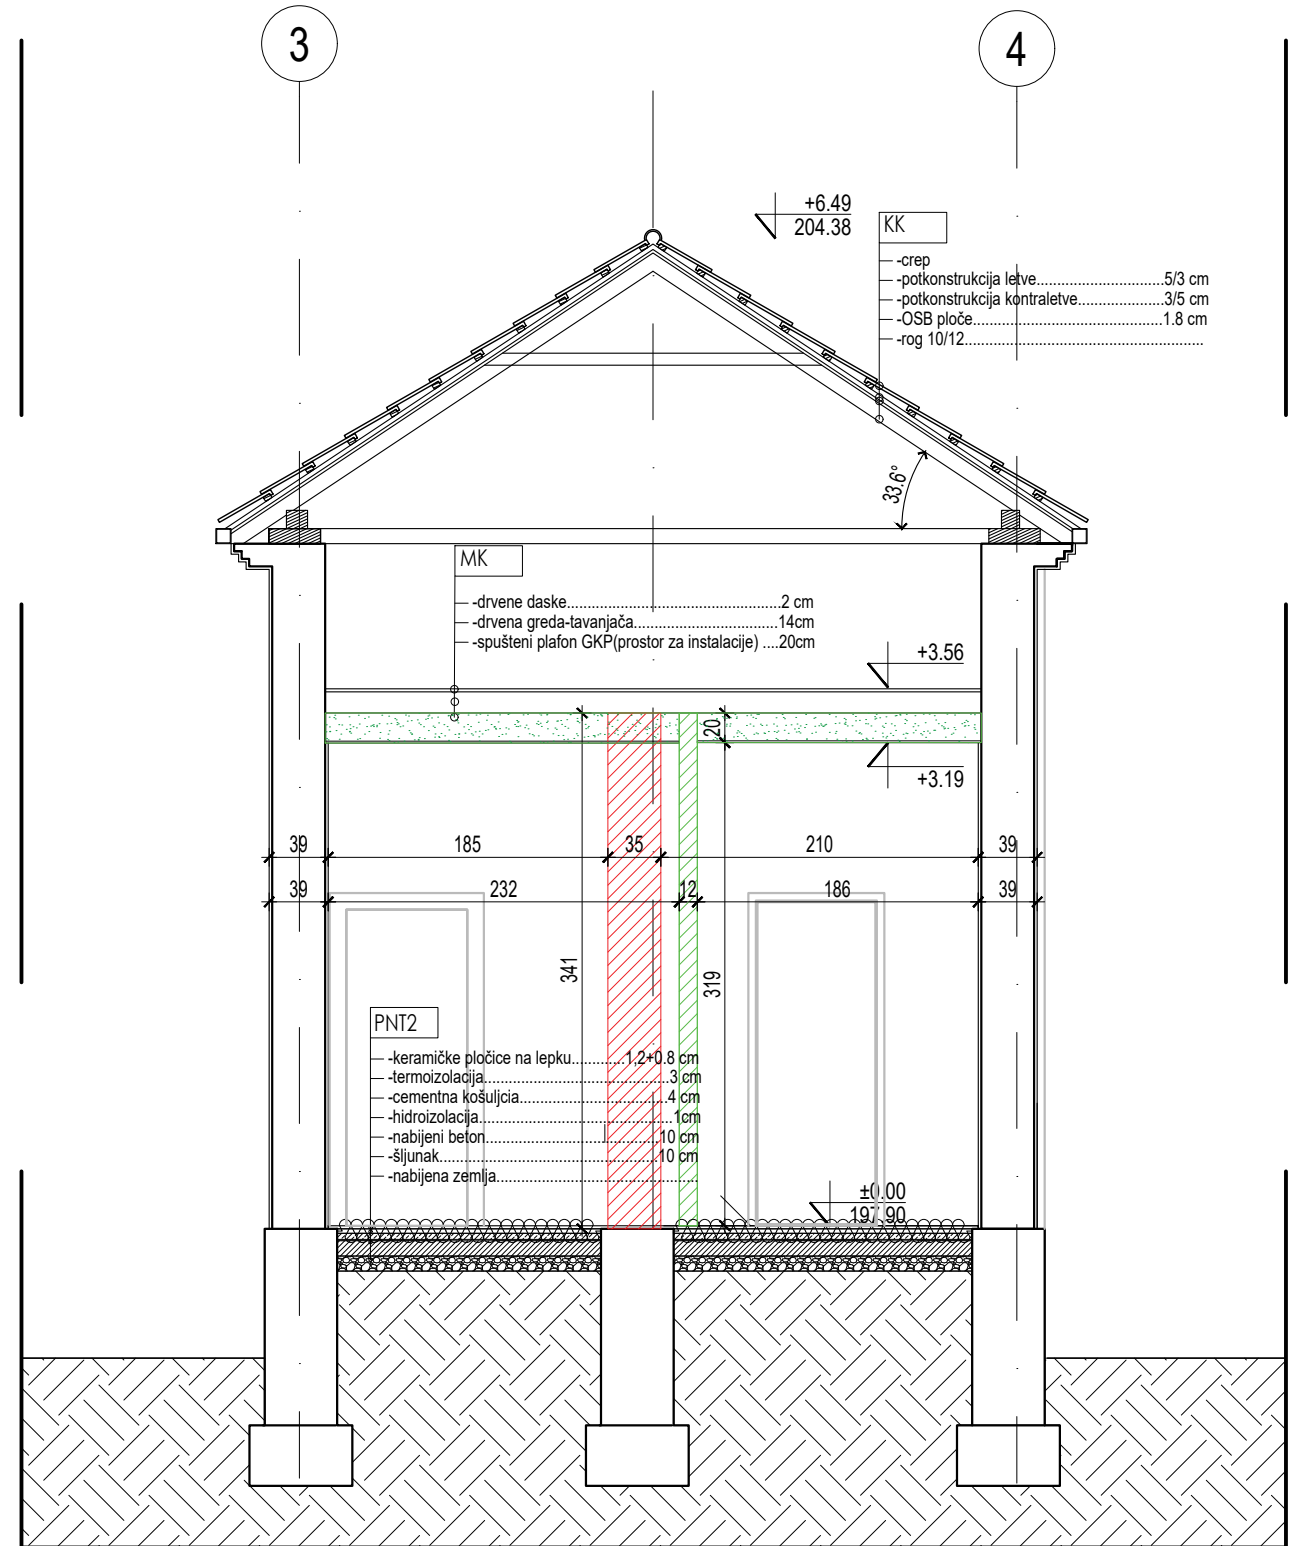 3
4
+6.49
204.38
KK
-crep
-potkonstrukcija letve............................5/3 cm
-potkonstrukcija kontraletve...................3/5 cm
-OSB ploče..........................................1.8 cm
-rog 10/12.....................................................
33.6°
MK
-drvene daske...............................................2 cm
-drvena greda-tavanjača................................14cm
-spušteni plafon GKP(prostor za instalacije) ....20cm
+3.56
20
+3.19
39
185
35
210
39
39
232
12
186
39
341
319
PNT2
-keramičke pločice na lepku............1,2+0.8 cm
-termoizolacija.........................................3 cm
-cementna košuljcia.................................4 cm
-hidroizolacija...........................................1cm
-nabijeni beton.......................................10 cm
-šljunak.................................................10 cm
-nabijena zemlja.............................................
±0.00
197.90